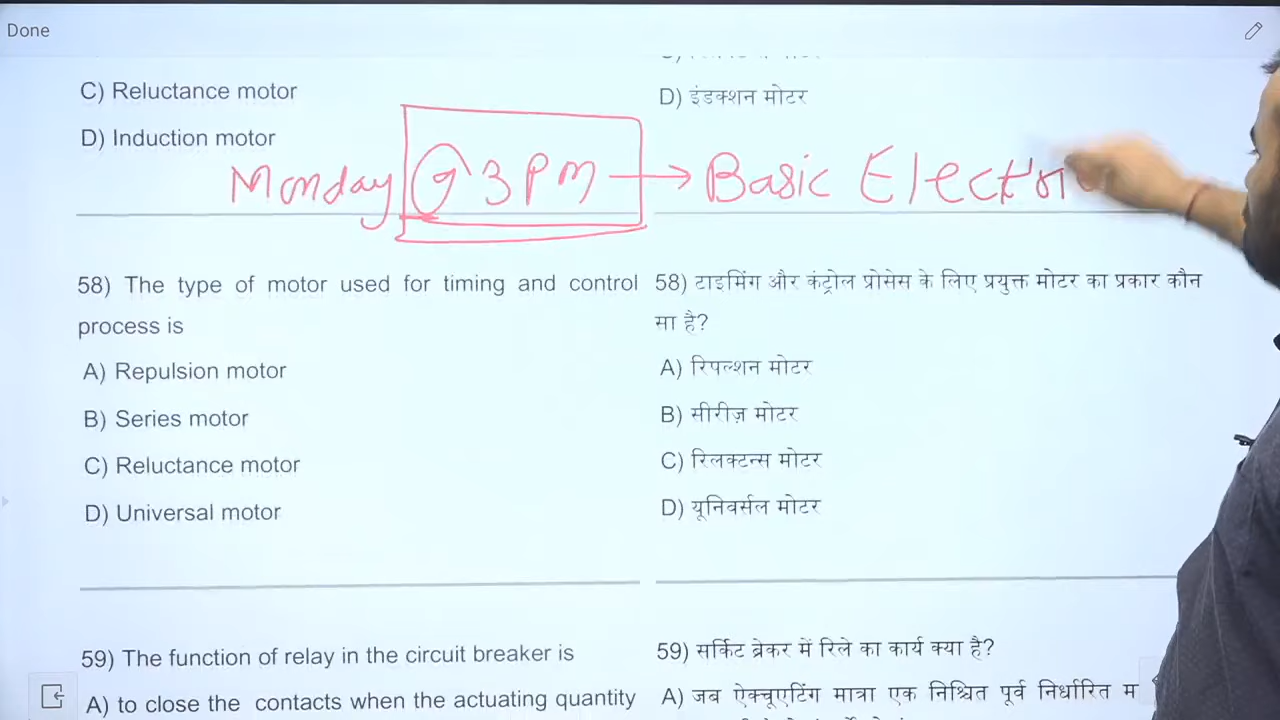 Done
C) Reluctance motor
D) इंडक्शन मोटर
D) Induction motor
Monday @ 3 PM → Basic Electr
58) The type of motor used for timing and control
process is
A) Repulsion motor
B) Series motor
C) Reluctance motor
D) Universal motor
58) टाइमिंग और कंट्रोल प्रोसेस के लिए प्रयुक्त मोटर का प्रकार कौन
सा है?
A) रिपल्शन मोटर
B) सीरीज़ मोटर
C) रिलक्टन्स मोटर
D) यूनिवर्सल मोटर
59) The function of relay in the circuit breaker is
A) to close the contacts when the actuating quantity
59) सर्किट ब्रेकर में रिले का कार्य क्या है?
A) जब ऐक्चूएटिंग मात्रा एक निश्चित पूर्व निर्धारित